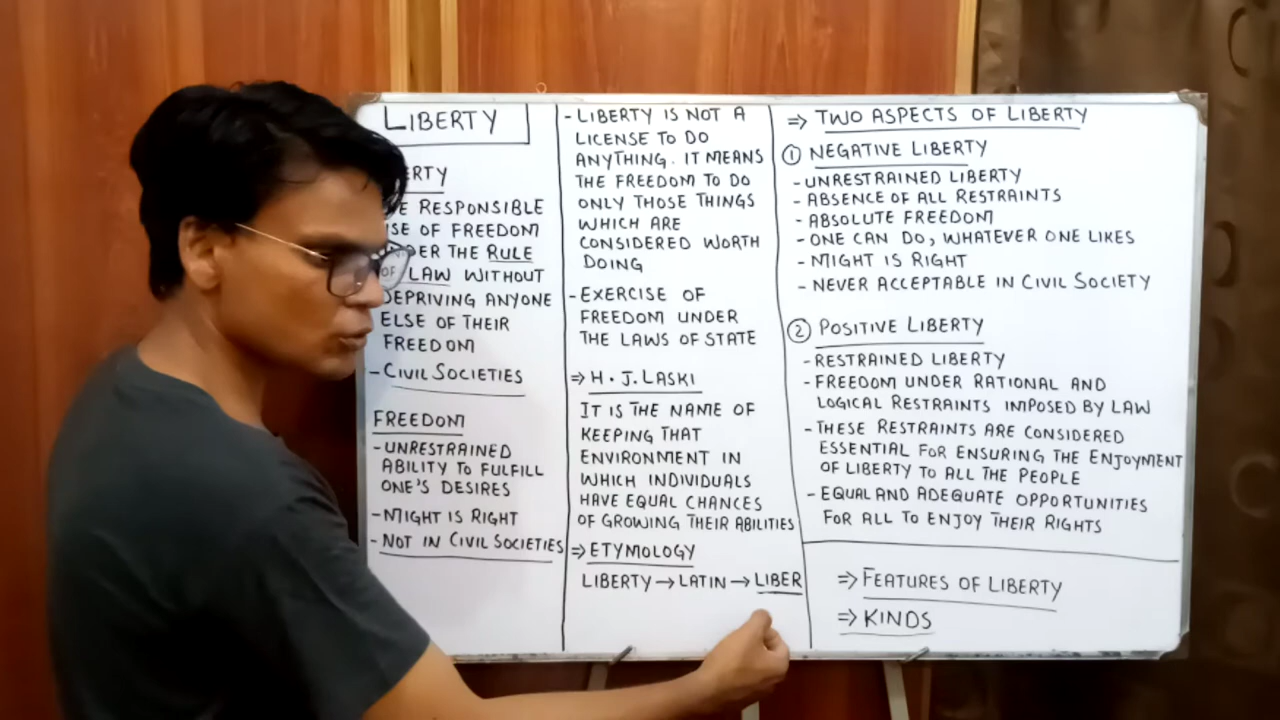 LIBERTY
ERTY
E RESPONSIBLE
SE OF FREEDOM
DER THE RULE
OF LAW WITHOUT
DEPRIVING ANYONE
ELSE OF THEIR
FREEDOM
- CIVIL SOCIETIES
FREEDOM
- UNRESTRAINED
ABILITY TO FULFILL
ONE'S DESIRES
- MIGHT IS RIGHT
- NOT IN CIVIL SOCIETIES
- LIBERTY IS NOT A
LICENSE TO DO
ANYTHING. IT MEANS
THE FREEDOM TO DO
ONLY THOSE THINGS
WHICH ARE
CONSIDERED WORTH
DOING
- EXERCISE OF
FREEDOM UNDER
THE LAWS OF STATE
⇒ H. J. LASKI
IT IS THE NAME OF
KEEPING THAT
ENVIRONMENT IN
WHICH INDIVIDUALS
HAVE EQUAL CHANCES
OF GROWING THEIR ABILITIES
⇒ ETYMOLOGY
LIBERTY → LATIN → LIBER
⇒ TWO ASPECTS OF LIBERTY
① NEGATIVE LIBERTY
- UNRESTRAINED LIBERTY
- ABSENCE OF ALL RESTRAINTS
- ABSOLUTE FREEDOM
- ONE CAN DO, WHATEVER ONE LIKES
- MIGHT IS RIGHT
- NEVER ACCEPTABLE IN CIVIL SOCIETY
② POSITIVE LIBERTY
- RESTRAINED LIBERTY
- FREEDOM UNDER RATIONAL AND
LOGICAL RESTRAINTS IMPOSED BY LAW
- THESE RESTRAINTS ARE CONSIDERED
ESSENTIAL FOR ENSURING THE ENJOYMENT
OF LIBERTY TO ALL THE PEOPLE
- EQUAL AND ADEQUATE OPPORTUNITIES
FOR ALL TO ENJOY THEIR RIGHTS
⇒ FEATURES OF LIBERTY
⇒ KINDS